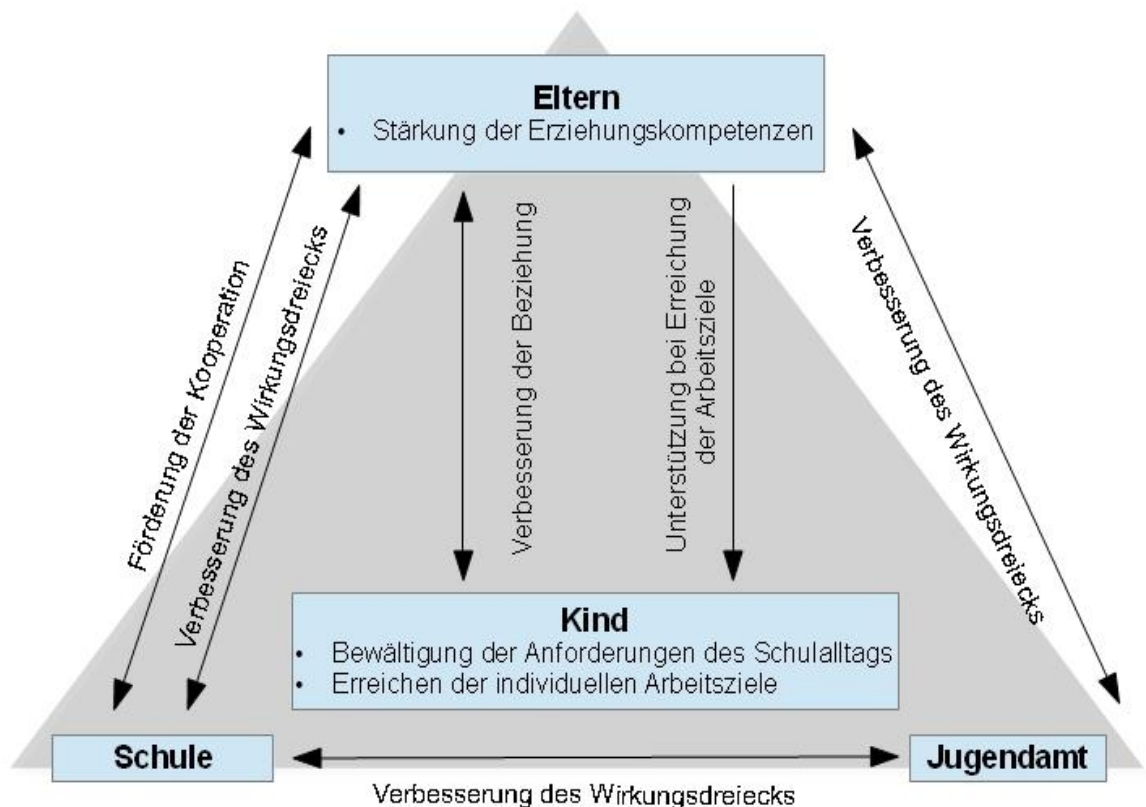 Eltern
• Stärkung der Erziehungskompetenzen
Förderung der Kooperation
Verbesserung des Wirkungsdreiecks
Verbesserung der Beziehung
Unterstützung bei Erreichung
der Arbeitsziele
Verbesserung des Wirkungsdreiecks
Kind
• Bewältigung der Anforderungen des Schulalltags
• Erreichen der individuellen Arbeitsziele
Schule
Jugendamt
Verbesserung des Wirkungsdreiecks